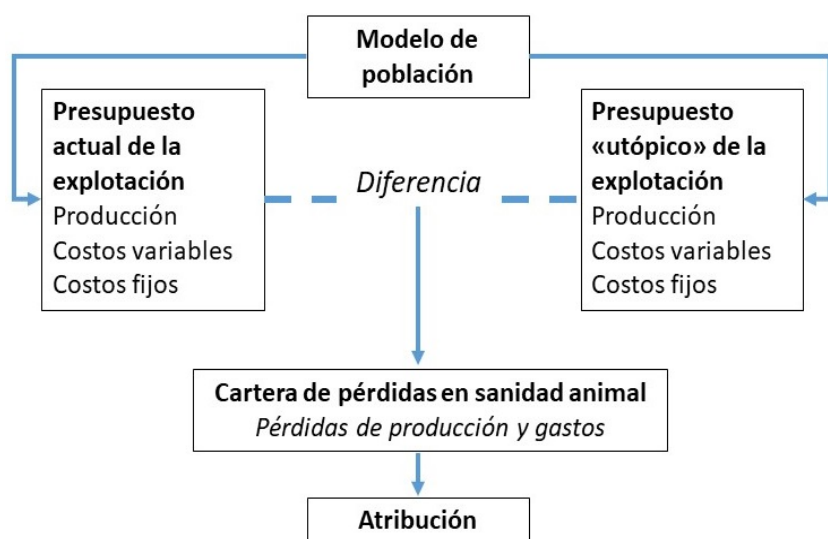 Modelo de
población
Presupuesto
actual de la
explotación
Producción
Costos variables
Costos fijos
Diferencia
Presupuesto
«utópico» de la
explotación
Producción
Costos variables
Costos fijos
Cartera de pérdidas en sanidad animal
Pérdidas de producción y gastos
Atribución